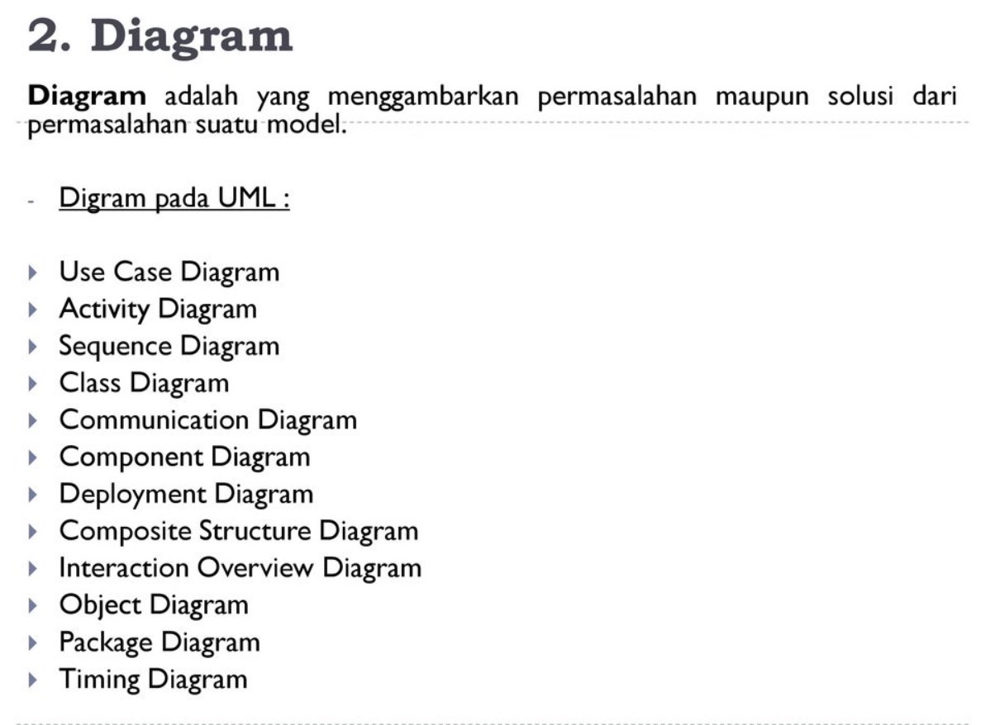 2. Diagram
Diagram adalah yang menggambarkan permasalahan maupun solusi dari
permasalahan suatu model.
- Digram pada UML :
Use Case Diagram
Activity Diagram
Sequence Diagram
Class Diagram
Communication Diagram
Component Diagram
Deployment Diagram
Composite Structure Diagram
Interaction Overview Diagram
Object Diagram
Package Diagram
Timing Diagram